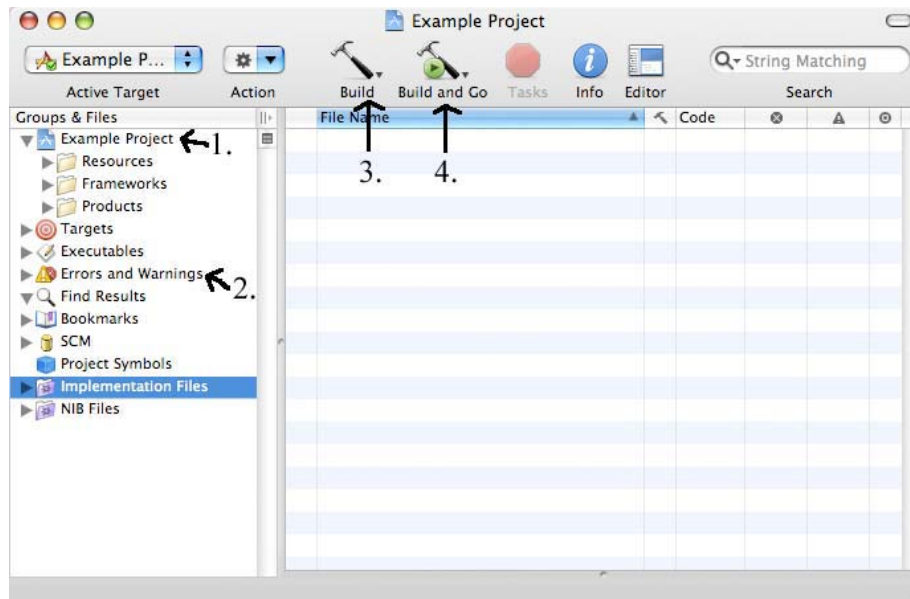 Example Project
Example P...
String Matching
Active Target Action Build Build and Go Tasks Info Editor Search
Groups & Files File Name Code
Example Project 1.
Resources
Frameworks
Products
3. 4.
Targets
Executables
Errors and Warnings 2.
Find Results
Bookmarks
SCM
Project Symbols
Implementation Files
NIB Files